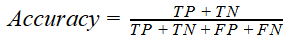 Accuracy = TP + TN / TP + TN + FP + FN